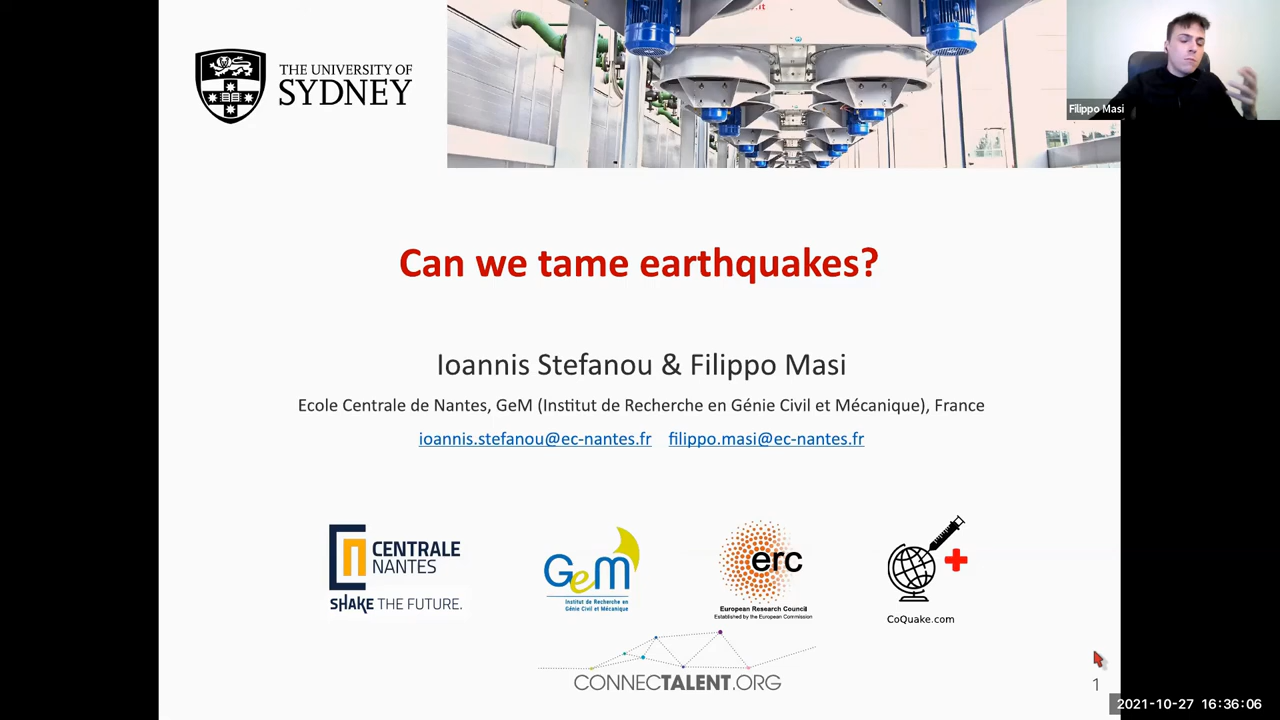 .it
THE UNIVERSITY OF
SYDNEY
Filippo Masi
Can we tame earthquakes?
Ioannis Stefanou & Filippo Masi
Ecole Centrale de Nantes, GeM (Institut de Recherche en Génie Civil et Mécanique), France
ioannis.stefanou@ec-nantes.fr filippo.masi@ec-nantes.fr
CENTRALE
NANTES
SHAKE THE FUTURE.
GeM
Institut de Recherche en
Génie Civil et Mécanique
erc
European Research Council
Established by the European Commission
CoQuake.com
CONNECTALENT.ORG
1
2021-10-27 16:36:06